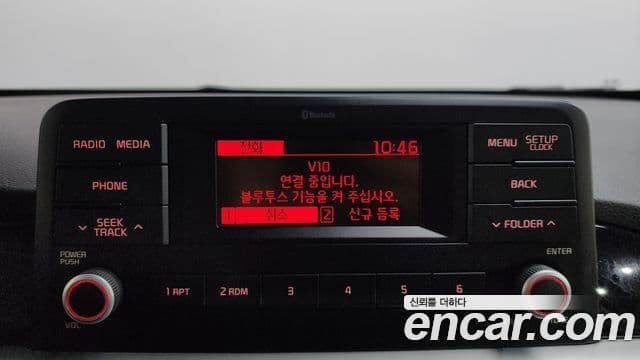 Bluetooth
RADIO MEDIA
전화 10:46
MENU SETUP
CLOCK
V10
연결 중입니다.
블루투스 기능을 켜 주십시오.
1 취소 2 신규 등록
PHONE
BACK
SEEK
TRACK
FOLDER
POWER
PUSH
ENTER
1 RPT 2 RDM 3 4 5 6
VOL
신뢰를 더하다
encar.com